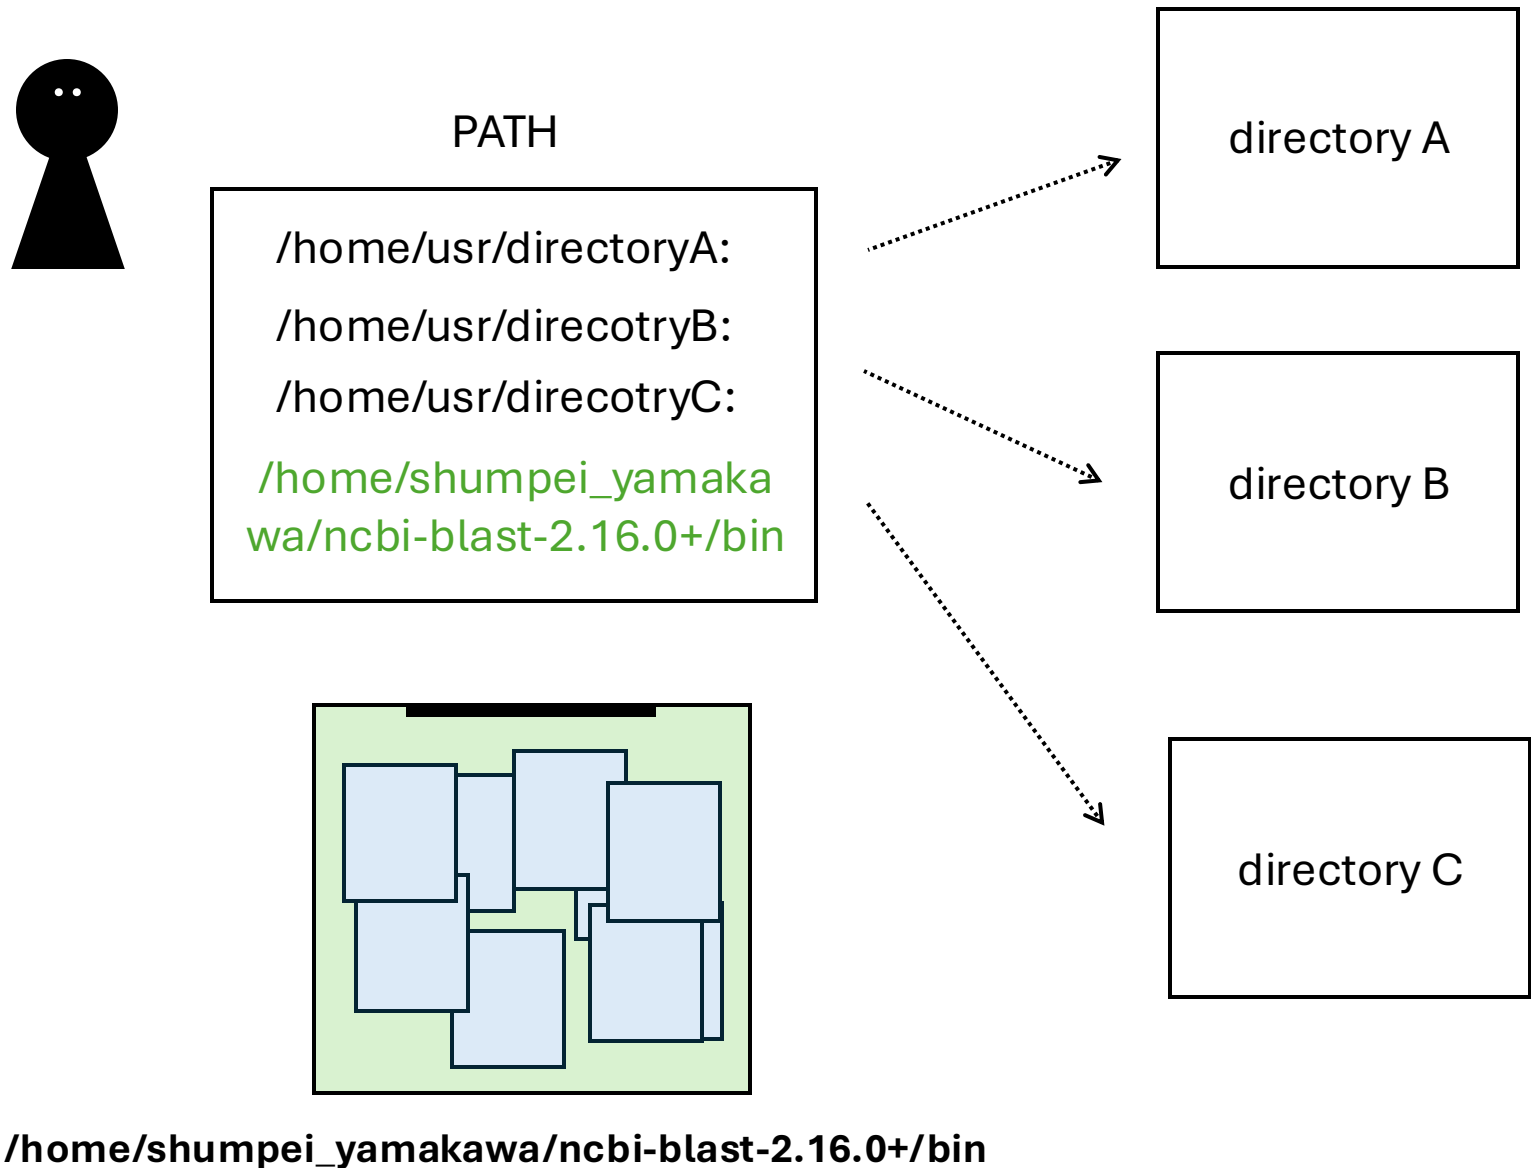 PATH
/home/usr/directoryA:
/home/usr/direcotryB:
/home/usr/direcotryC:
/home/shumpei_yamaka
wa/ncbi-blast-2.16.0+/bin
directory A
directory B
directory C
/home/shumpei_yamakawa/ncbi-blast-2.16.0+/bin